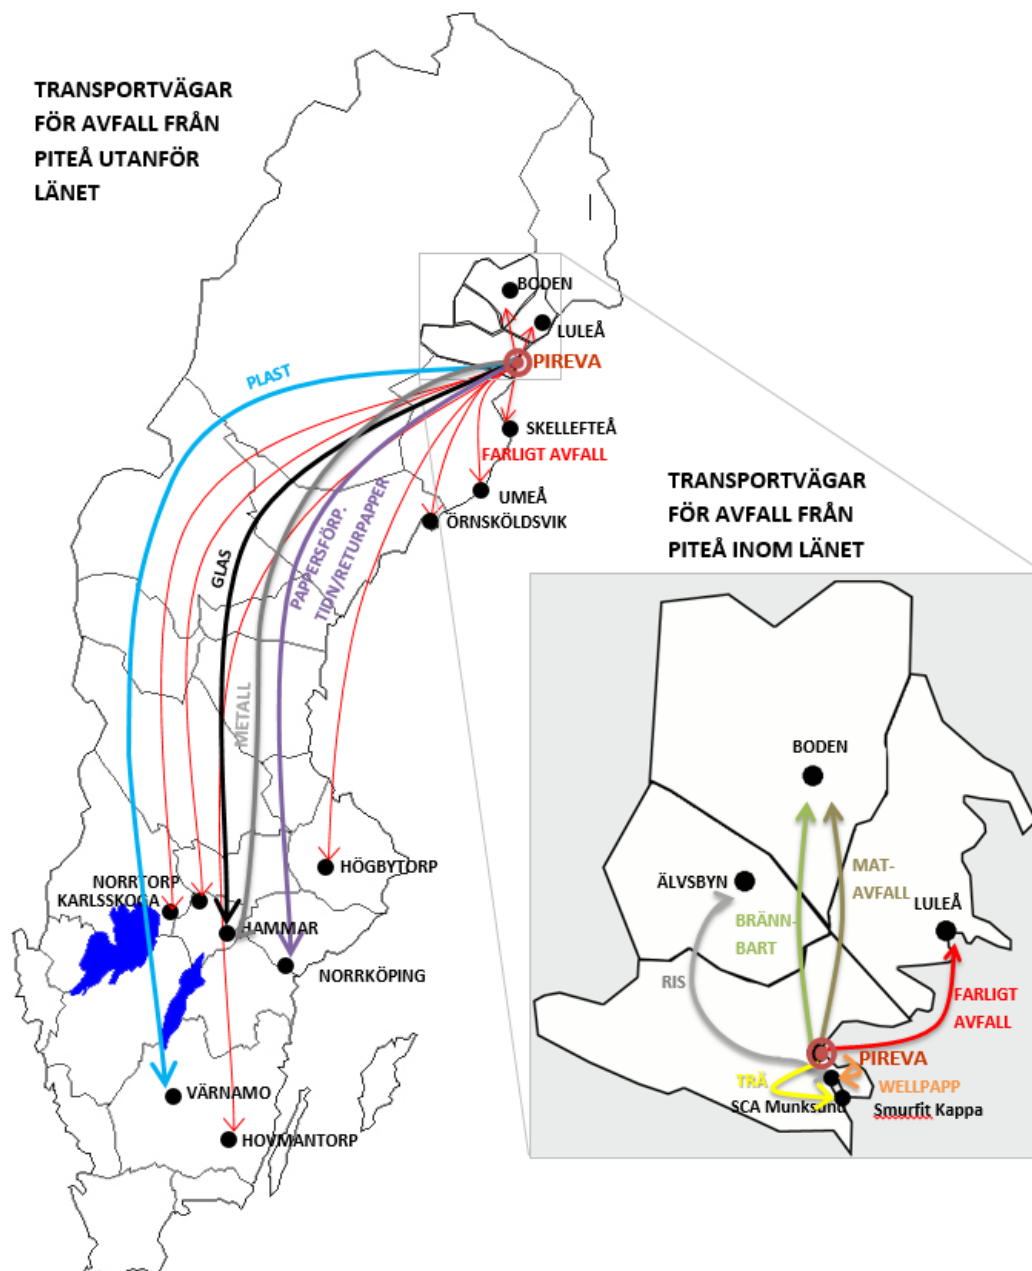 TRANSPORTVÄGAR
FÖR AVFALL FRÅN
PITEÅ UTANFÖR
LÄNET
BODEN
LULEÅ
PIREVA
PLAST
SKELLEFTEÅ
FARLIGT AVFALL
UMEÅ
ÖRNSKÖLDSVIK
GLAS
PAPPERSFÖRP.
TIDN/RETURPAPPER
METALL
HÖGBYTORP
NORRTORP
KARLSSKOGA
HAMMAR
NORRKÖPING
VÄRNAMO
HOVMANTORP
TRANSPORTVÄGAR
FÖR AVFALL FRÅN
PITEÅ INOM LÄNET
BODEN
MAT-
AVFALL
ÄLVSBYN
LULEÅ
BRÄNN-
BART
RIS
FARLIGT
AVFALL
PIREVA
TRÄ
WELLPAPP
SCA Munksund
Smurfit Kappa